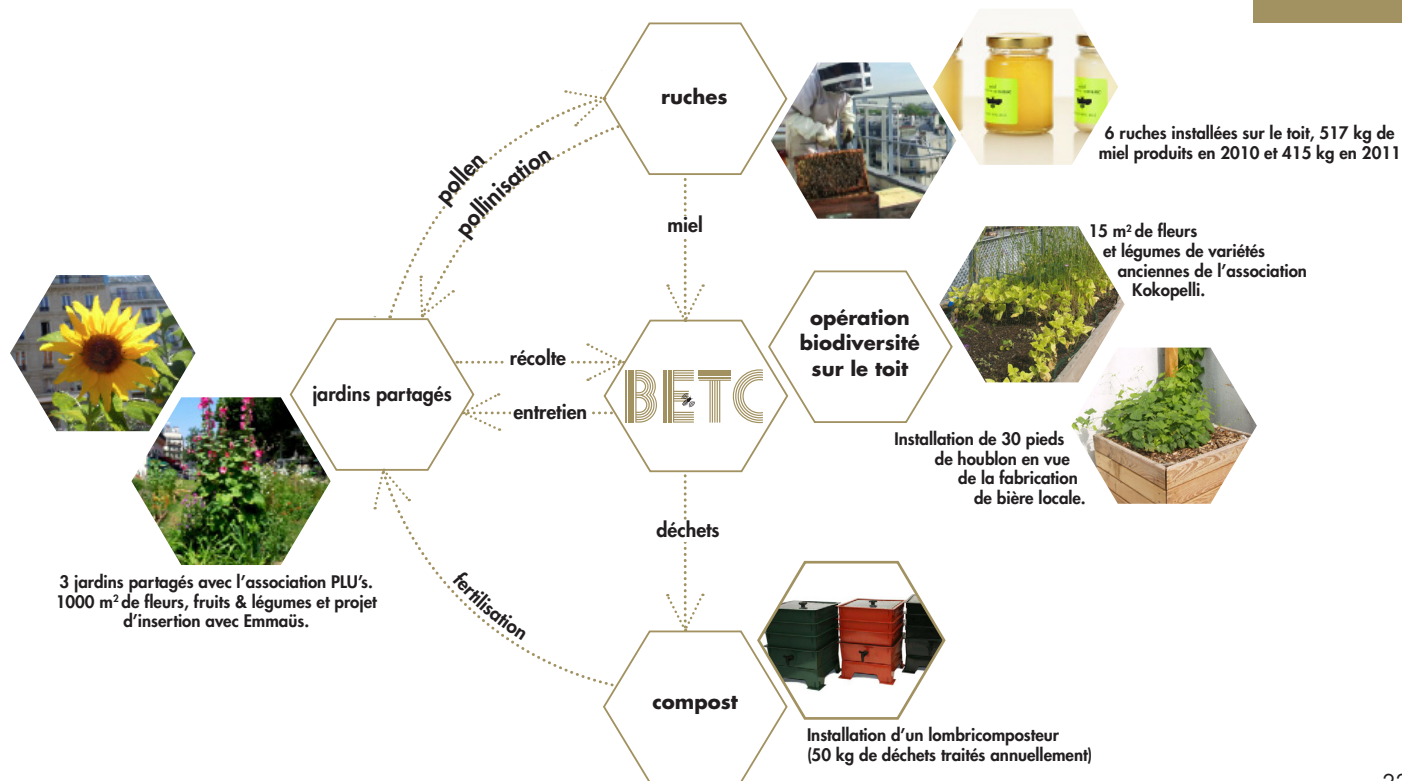 ruches
6 ruches installées sur le toit, 517 kg de
miel produits en 2010 et 415 kg en 2011
pollen
pollinisation
miel
15 m² de fleurs
et légumes de variétés
anciennes de l'association
Kokopelli.
opération
biodiversité
sur le toit
jardins partagés
récolte
entretien
BETC
Installation de 30 pieds
de houblon en vue
de la fabrication
de bière locale.
déchets
3 jardins partagés avec l'association PLU's.
1000 m² de fleurs, fruits & légumes et projet
d'insertion avec Emmaüs.
fertilisation
compost
Installation d'un lombricomposteur
(50 kg de déchets traités annuellement)